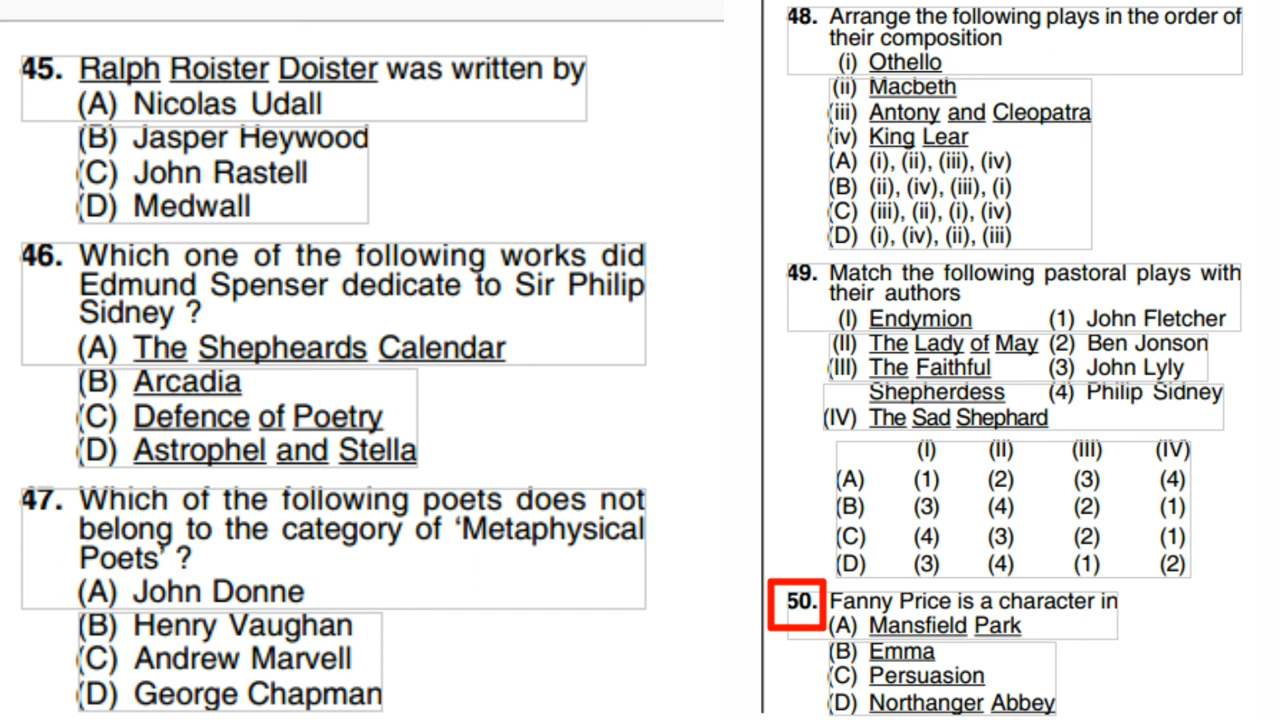 45. Ralph Roister Doister was written by
(A) Nicolas Udall
(B) Jasper Heywood
(C) John Rastell
(D) Medwall
46. Which one of the following works did
Edmund Spenser dedicate to Sir Philip
Sidney ?
(A) The Shepheards Calendar
(B) Arcadia
(C) Defence of Poetry
(D) Astrophel and Stella
47. Which of the following poets does not
belong to the category of ‘Metaphysical
Poets’ ?
(A) John Donne
(B) Henry Vaughan
(C) Andrew Marvell
(D) George Chapman
48. Arrange the following plays in the order of
their composition
(i) Othello
(ii) Macbeth
(iii) Antony and Cleopatra
(iv) King Lear
(A) (i), (ii), (iii), (iv)
(B) (ii), (iv), (iii), (i)
(C) (iii), (ii), (i), (iv)
(D) (i), (iv), (ii), (iii)
49. Match the following pastoral plays with
their authors
(I) Endymion (1) John Fletcher
(II) The Lady of May (2) Ben Jonson
(III) The Faithful (3) John Lyly
Shepherdess (4) Philip Sidney
(IV) The Sad Shephard
(I) (II) (III) (IV)
(A) (1) (2) (3) (4)
(B) (3) (4) (2) (1)
(C) (4) (3) (2) (1)
(D) (3) (4) (1) (2)
50. Fanny Price is a character in
(A) Mansfield Park
(B) Emma
(C) Persuasion
(D) Northanger Abbey